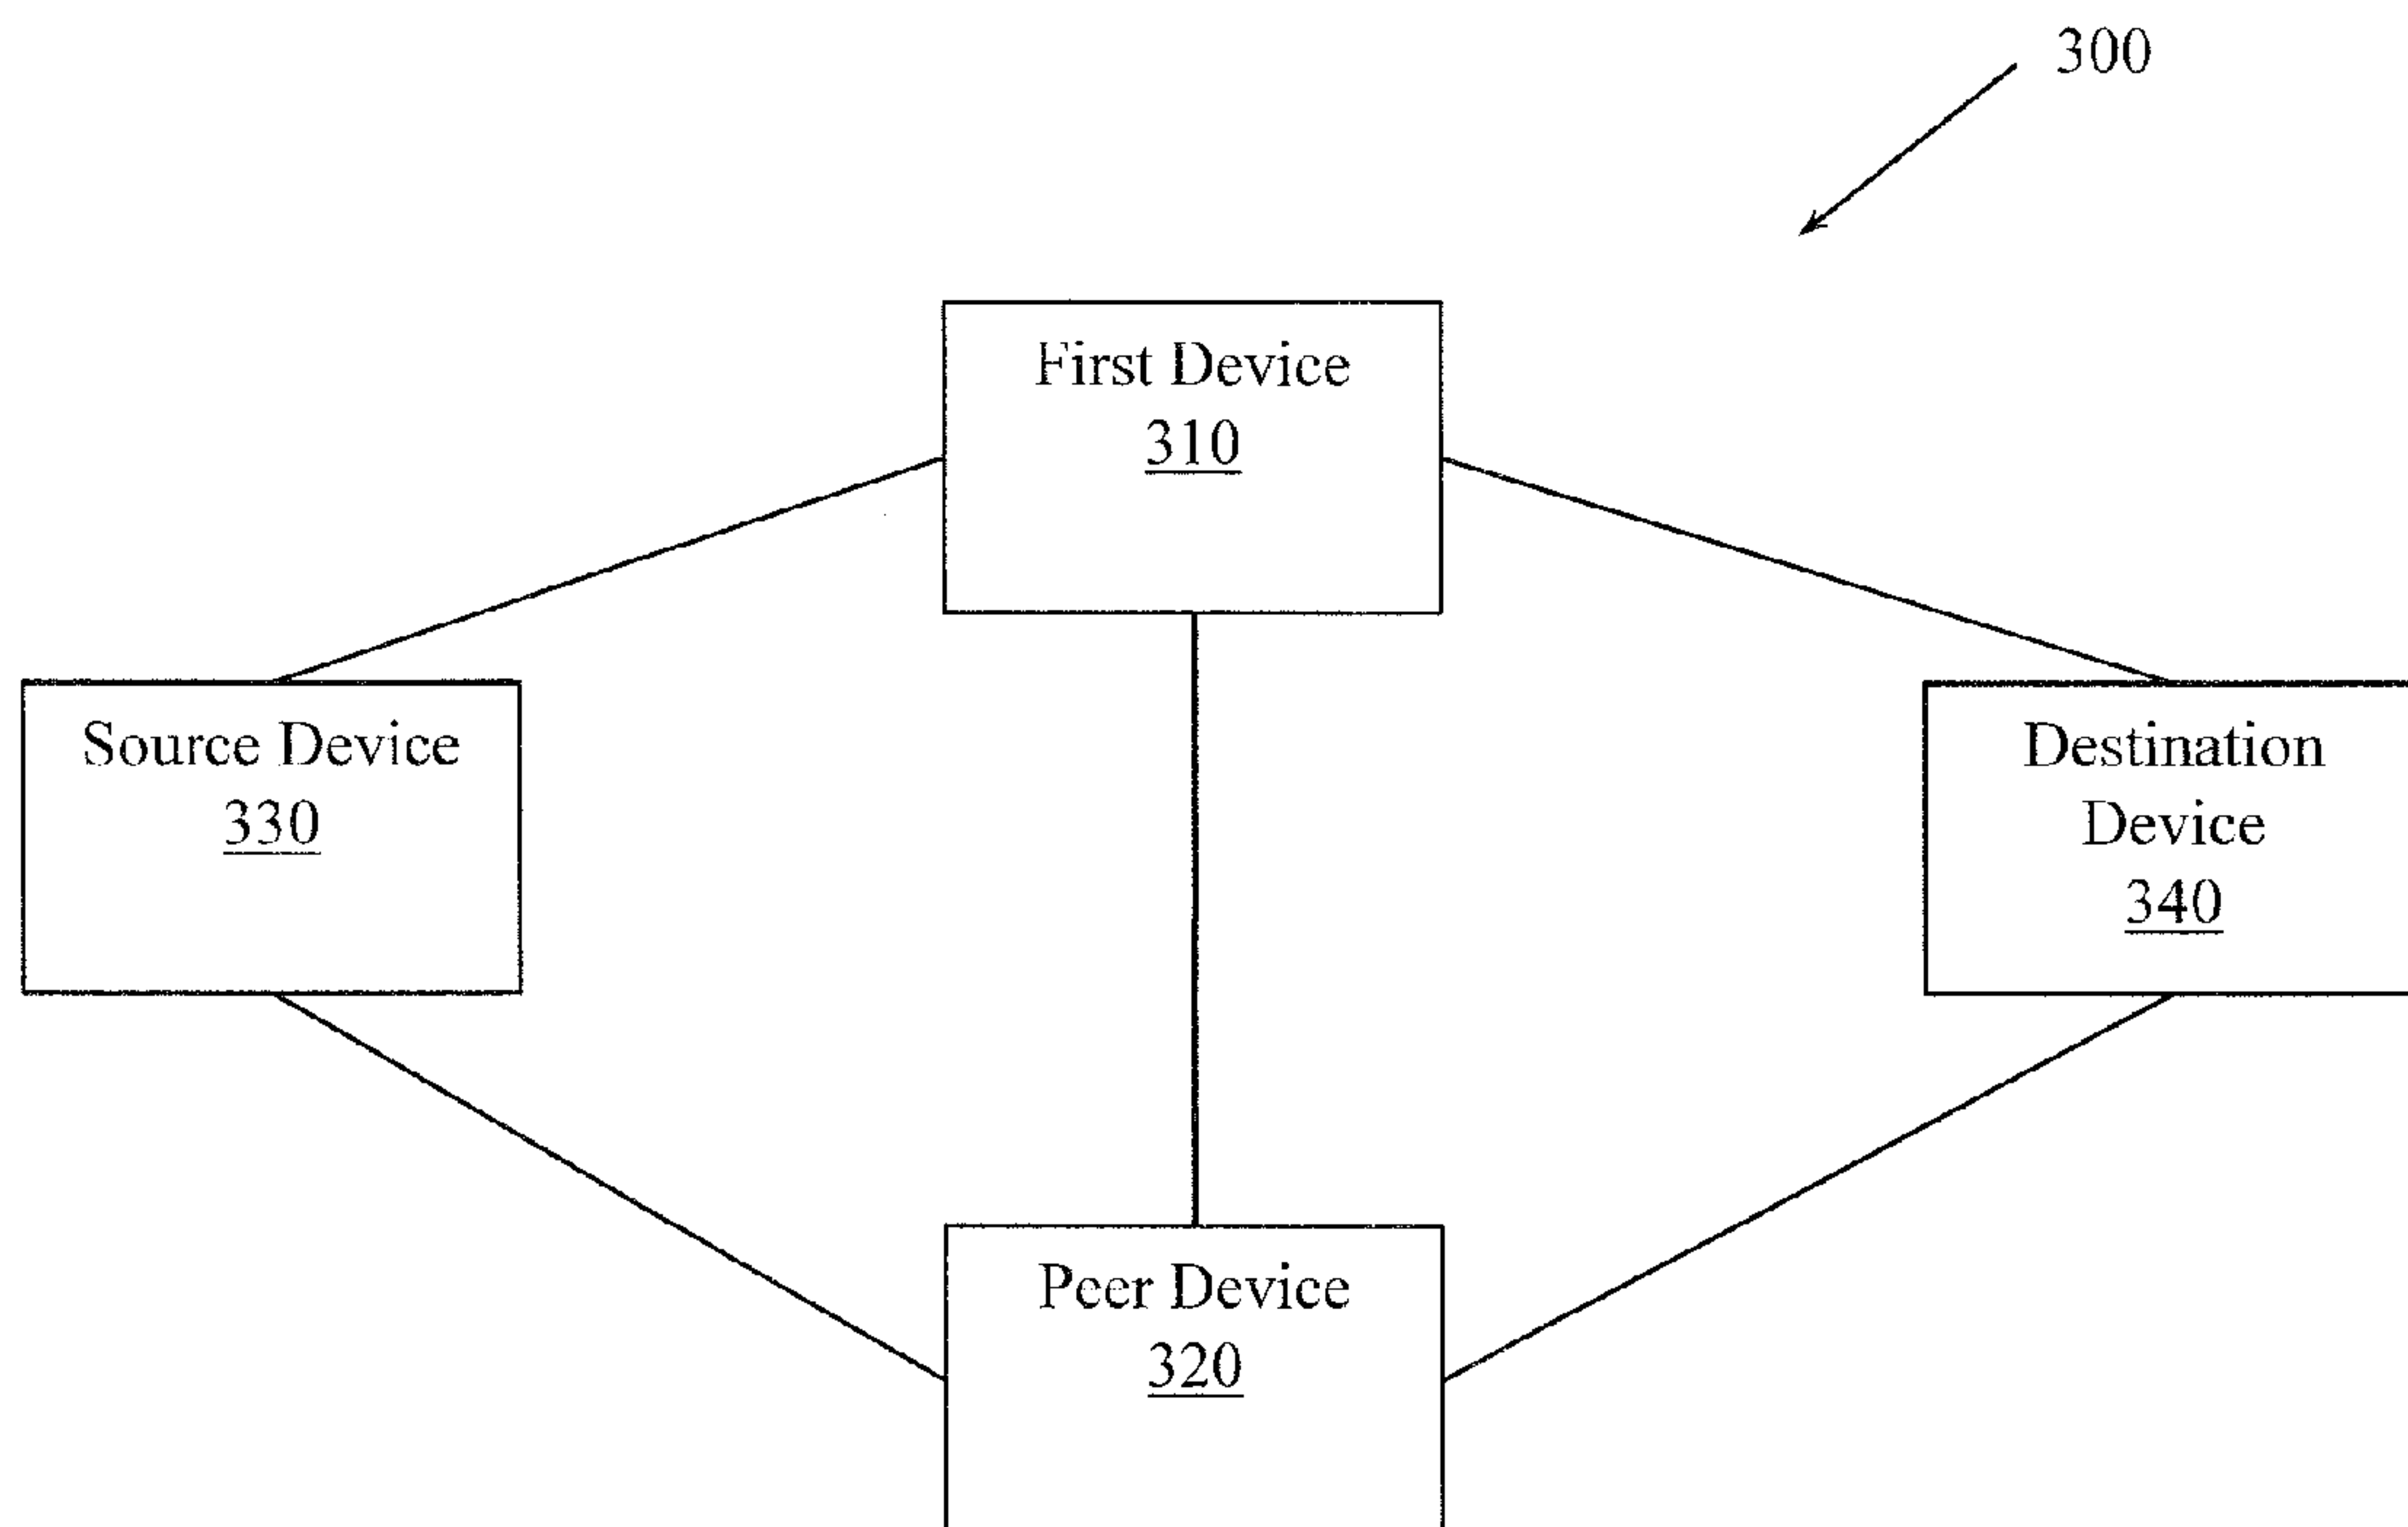 300
First Device
310
Source Device
330
Destination
Device
340
Peer Device
320